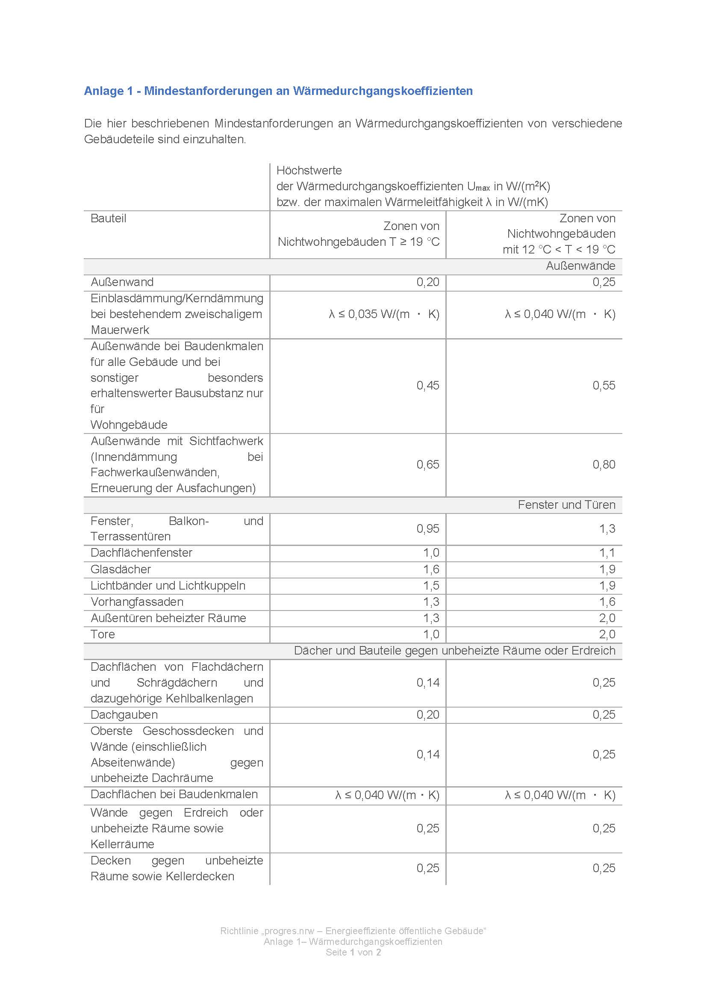 Anlage 1 - Mindestanforderungen an Wärmedurchgangskoeffizienten
Die hier beschriebenen Mindestanforderungen an Wärmedurchgangskoeffizienten von verschiedene
Gebäudeteile sind einzuhalten.
Höchstwerte
der Wärmedurchgangskoeffizienten Umax in W/(m²K)
bzw. der maximalen Wärmeleitfähigkeit λ in W/(mK)
Bauteil
Zonen von
Nichtwohngebäuden T ≥ 19 °C
Zonen von
Nichtwohngebäuden
mit 12 °C < T < 19 °C
Außenwände
Außenwand 0,20 0,25
Einblasdämmung/Kerndämmung
bei bestehendem zweischaligem
Mauerwerk
λ ≤ 0,035 W/(m · K) λ ≤ 0,040 W/(m · K)
Außenwände bei Baudenkmalen
für alle Gebäude und bei
sonstiger besonders
erhaltenswerter Bausubstanz nur
für
Wohngebäude
0,45 0,55
Außenwände mit Sichtfachwerk
(Innendämmung bei
Fachwerkaußenwänden,
Erneuerung der Ausfachungen)
0,65 0,80
Fenster und Türen
Fenster, Balkon- und
Terrassentüren
0,95 1,3
Dachflächenfenster 1,0 1,1
Glasdächer 1,6 1,9
Lichtbänder und Lichtkuppeln 1,5 1,9
Vorhangfassaden 1,3 1,6
Außentüren beheizter Räume 1,3 2,0
Tore 1,0 2,0
Dächer und Bauteile gegen unbeheizte Räume oder Erdreich
Dachflächen von Flachdächern
und Schrägdächern und
dazugehörige Kehlbalkenlagen
0,14 0,25
Dachgauben 0,20 0,25
Oberste Geschossdecken und
Wände (einschließlich
Abseitenwände) gegen
unbeheizte Dachräume
0,14 0,25
Dachflächen bei Baudenkmalen λ ≤ 0,040 W/(m · K) λ ≤ 0,040 W/(m · K)
Wände gegen Erdreich oder
unbeheizte Räume sowie
Kellerräume
0,25 0,25
Decken gegen unbeheizte
Räume sowie Kellerdecken
0,25 0,25
Richtlinie „progres.nrw – Energieeffiziente öffentliche Gebäude“
Anlage 1– Wärmedurchgangskoeffizienten
Seite 1 von 2